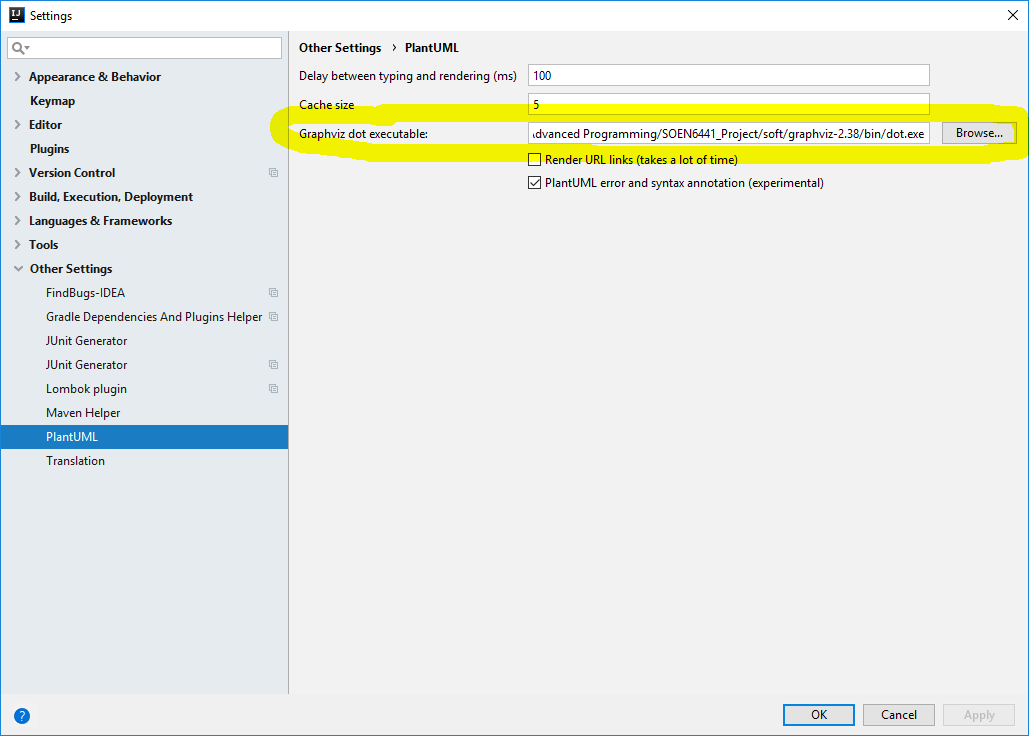 Settings
Other Settings › PlantUML
Appearance & Behavior
Keymap
Editor
Plugins
Version Control
Build, Execution, Deployment
Languages & Frameworks
Tools
Other Settings
FindBugs-IDEA
Gradle Dependencies And Plugins Helper
JUnit Generator
JUnit Generator
Lombok plugin
Maven Helper
PlantUML
Translation
Delay between typing and rendering (ms) 100
Cache size 5
Graphviz dot executable: dvanced Programming/SOEN6441_Project/soft/graphviz-2.38/bin/dot.exe Browse...
Render URL links (takes a lot of time)
PlantUML error and syntax annotation (experimental)
? OK Cancel Apply